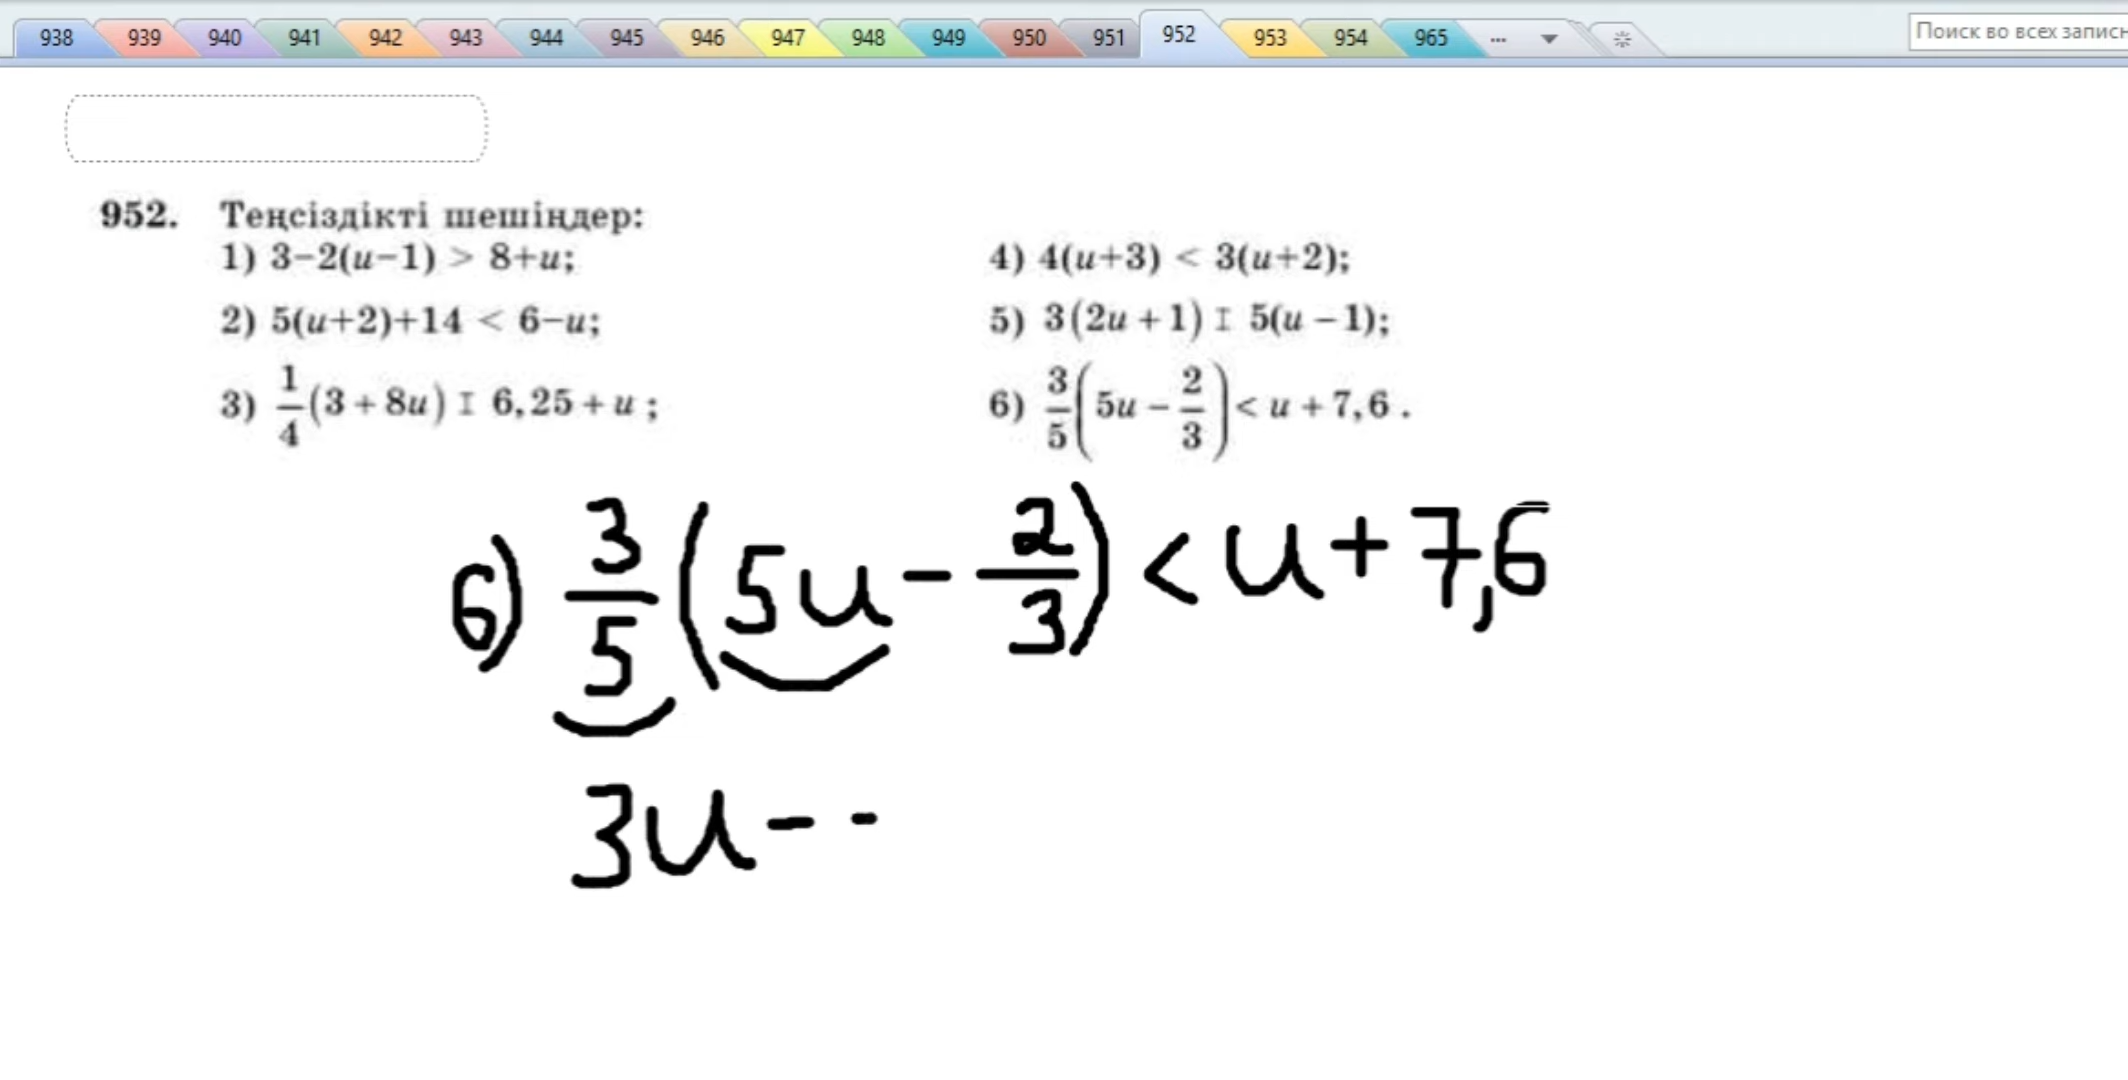 938 939 940 941 942 943 944 945 946 947 948 949 950 951 952 953 954 965 ...
Поиск во всех
952. Теңсіздікті шешіңдер:
1) 3−2(u−1) > 8+u;
4) 4(u+3) < 3(u+2);
2) 5(u+2)+14 < 6−u;
5) 3(2u + 1) I 5(u − 1);
3) 1/4 (3 + 8u) I 6,25 + u ;
6) 3/5 (5u − 2/3) < u + 7,6 .
6) 3/5 (5u − 2/3) < u + 7,6
3u − -